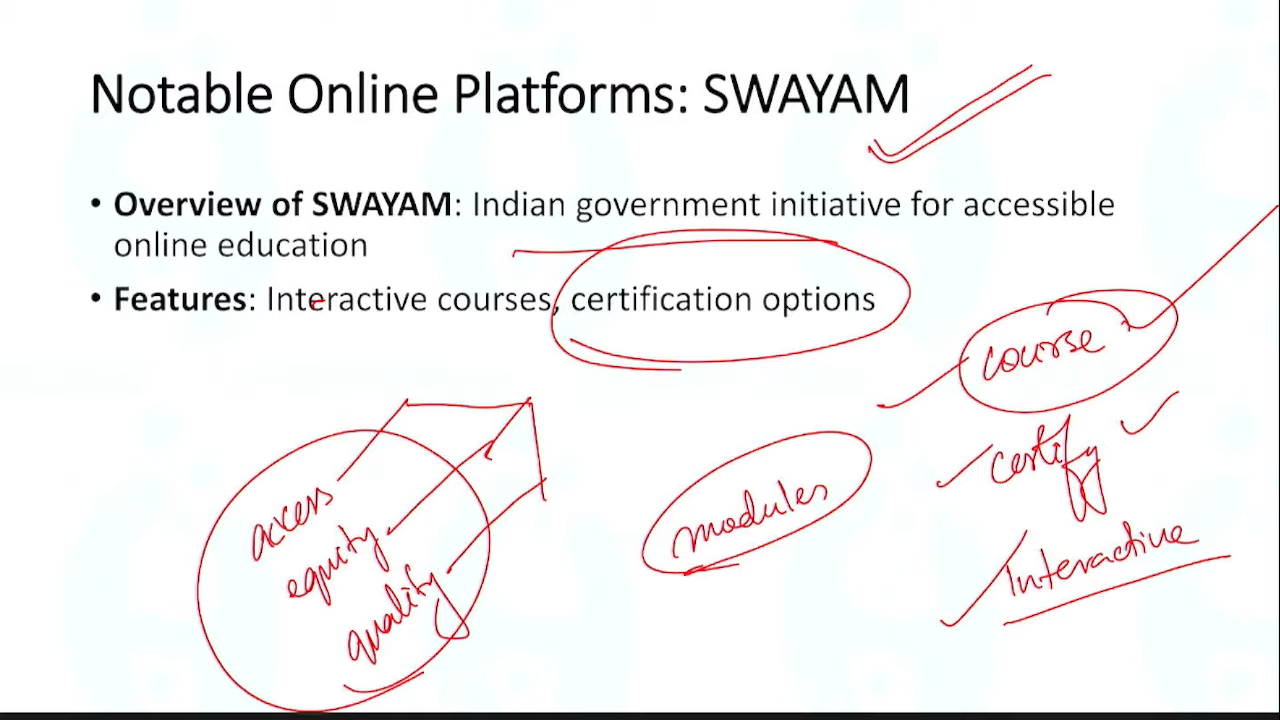 Notable Online Platforms: SWAYAM
• Overview of SWAYAM: Indian government initiative for accessible
online education
• Features: Interactive courses, certification options
course
certify
Interactive
modules
access
equity
quality